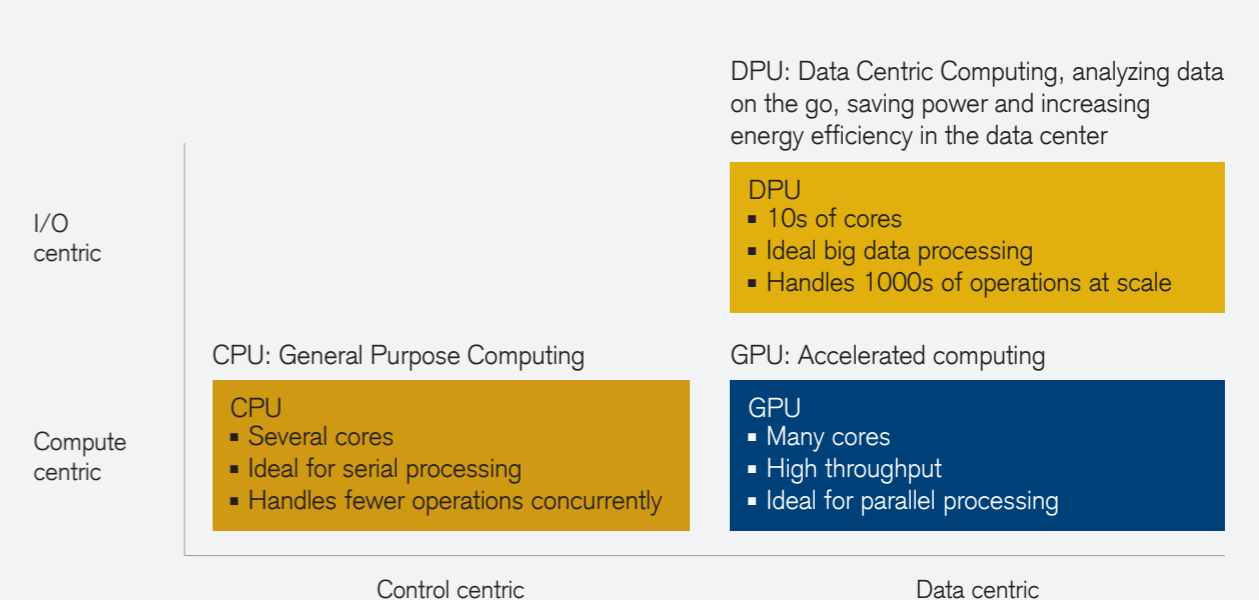 DPU: Data Centric Computing, analyzing data
on the go, saving power and increasing
energy efficiency in the data center
I/O
centric
DPU
▪ 10s of cores
▪ Ideal big data processing
▪ Handles 1000s of operations at scale
CPU: General Purpose Computing
GPU: Accelerated computing
Compute
centric
CPU
▪ Several cores
▪ Ideal for serial processing
▪ Handles fewer operations concurrently
GPU
▪ Many cores
▪ High throughput
▪ Ideal for parallel processing
Control centric
Data centric